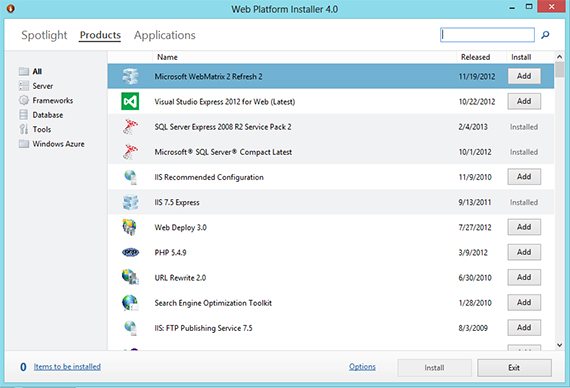 Web Platform Installer 4.0
Spotlight Products Applications
Name Released Install
All
Server
Frameworks
Database
Tools
Windows Azure
Microsoft WebMatrix 2 Refresh 2 11/19/2012 Add
Visual Studio Express 2012 for Web (Latest) 10/22/2012 Add
SQL Server Express 2008 R2 Service Pack 2 2/4/2013 Installed
Microsoft® SQL Server® Compact Latest 10/1/2012 Installed
IIS Recommended Configuration 11/9/2010 Add
IIS 7.5 Express 9/13/2011 Installed
Web Deploy 3.0 7/27/2012 Add
PHP 5.4.9 3/9/2012 Add
URL Rewrite 2.0 6/30/2010 Add
Search Engine Optimization Toolkit 1/28/2010 Add
IIS: FTP Publishing Service 7.5 8/3/2009 Add
0 Items to be installed Options Install Exit